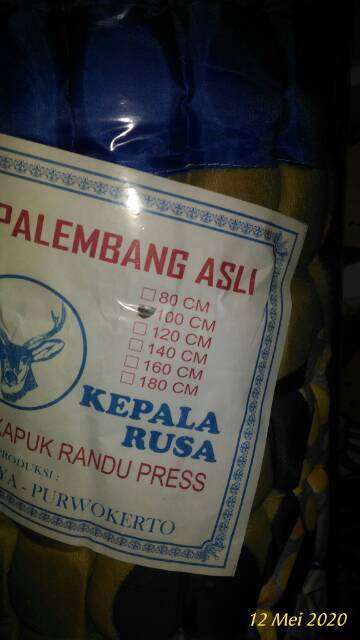 PALEMBANG ASLI
80 CM
100 CM
120 CM
140 CM
160 CM
180 CM
KEPALA
RUSA
KAPUK RANDU PRESS
PRODUKSI :
YA - PURWOKERTO
12 Mei 2020